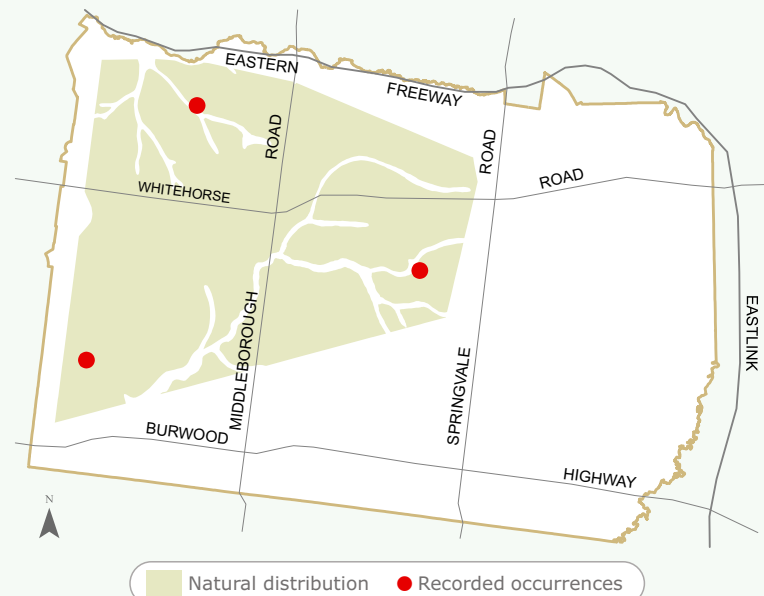 EASTERN
FREEWAY
ROAD
ROAD
WHITEHORSE
ROAD
MIDDLEBOROUGH
SPRINGVALE
EASTLINK
BURWOOD
HIGHWAY
N
Natural distribution
Recorded occurrences